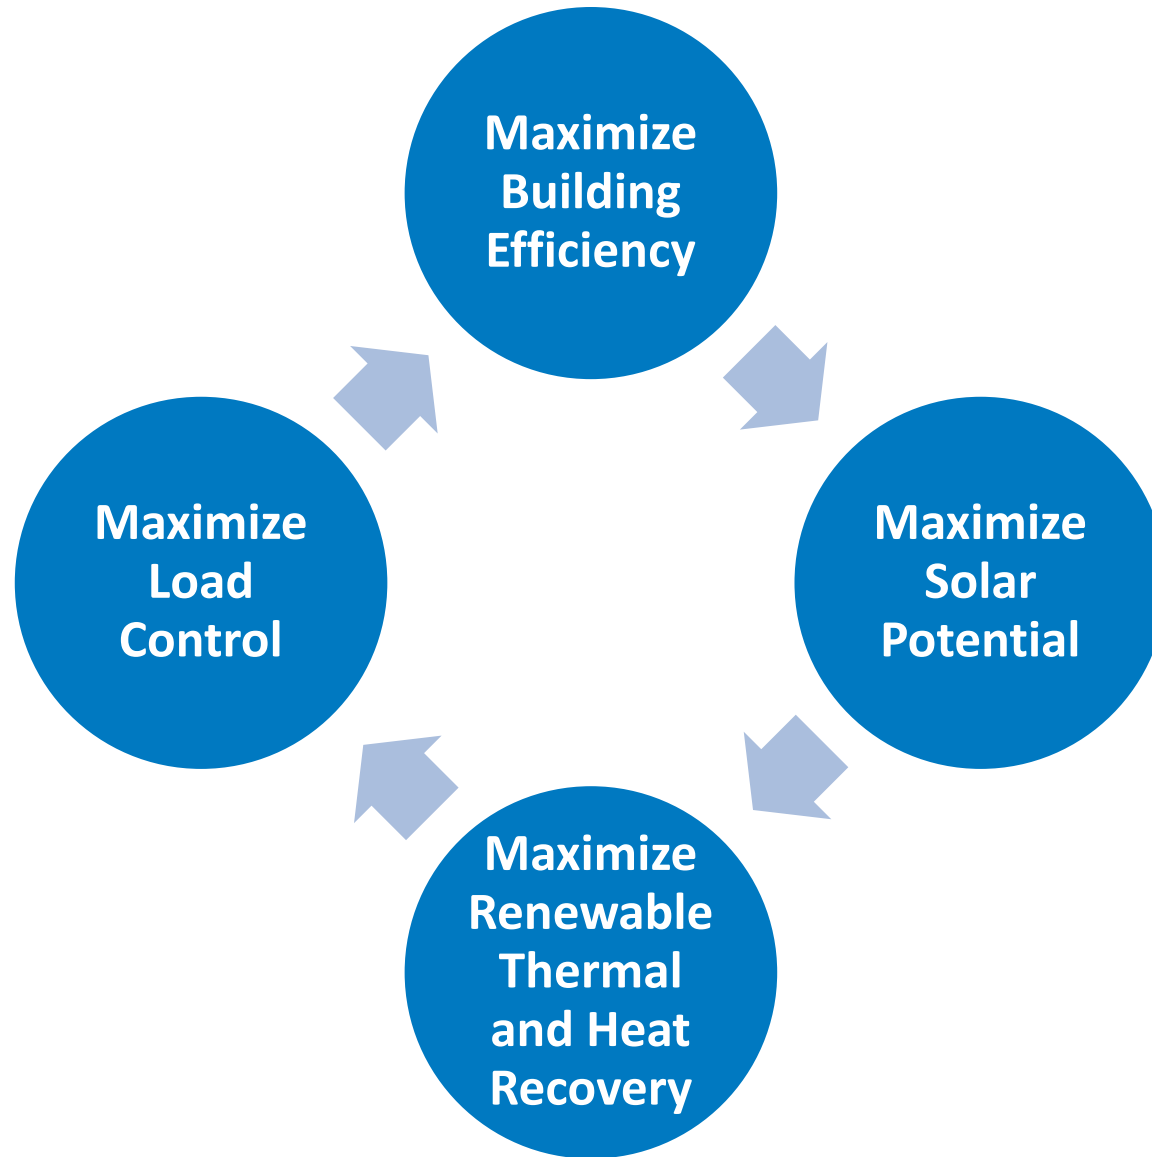 Maximize
Building
Efficiency
Maximize
Solar
Potential
Maximize
Renewable
Thermal
and Heat
Recovery
Maximize
Load
Control